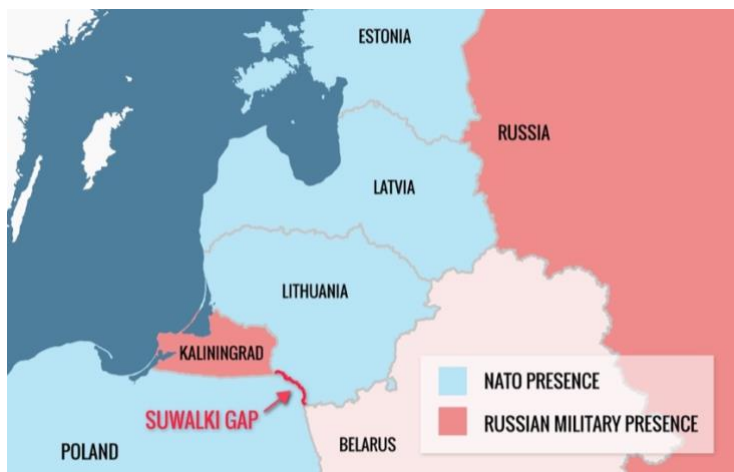 ESTONIA
RUSSIA
LATVIA
LITHUANIA
KALININGRAD
SUWALKI GAP
POLAND
BELARUS
NATO PRESENCE
RUSSIAN MILITARY PRESENCE